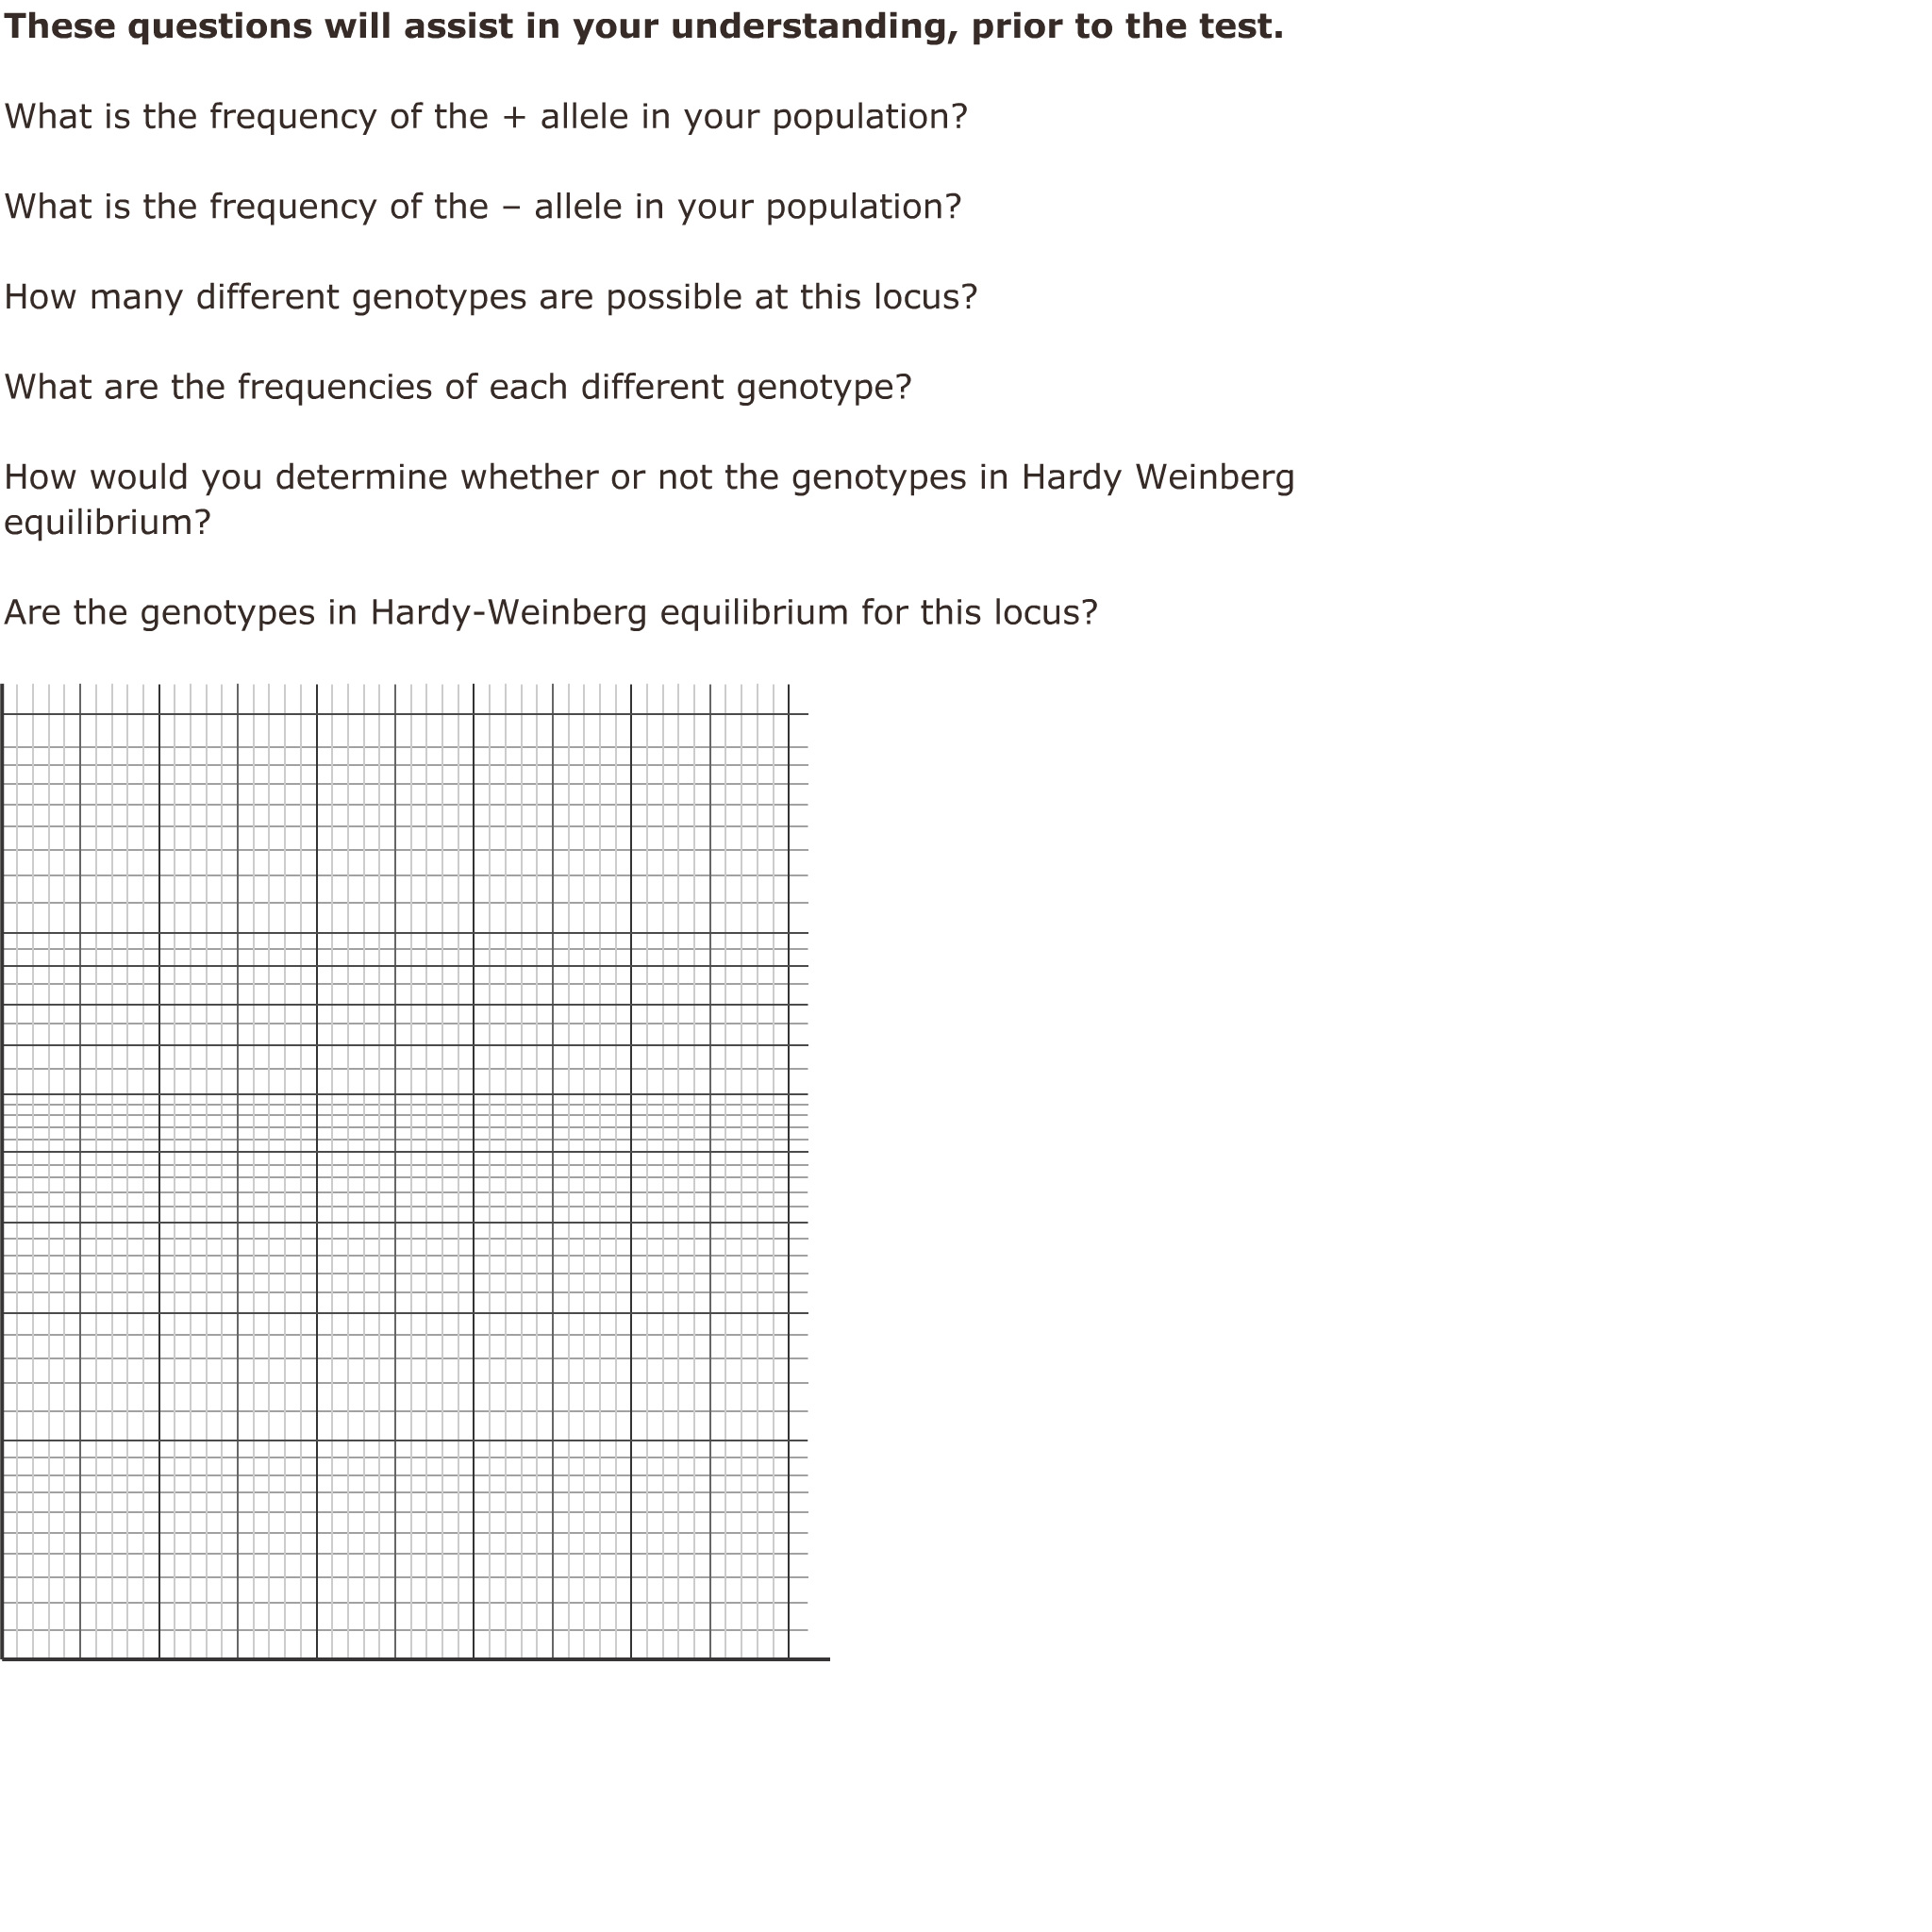 These questions will assist in your understanding, prior to the test.
What is the frequency of the + allele in your population?
What is the frequency of the – allele in your population?
How many different genotypes are possible at this locus?
What are the frequencies of each different genotype?
How would you determine whether or not the genotypes in Hardy Weinberg
equilibrium?
Are the genotypes in Hardy-Weinberg equilibrium for this locus?